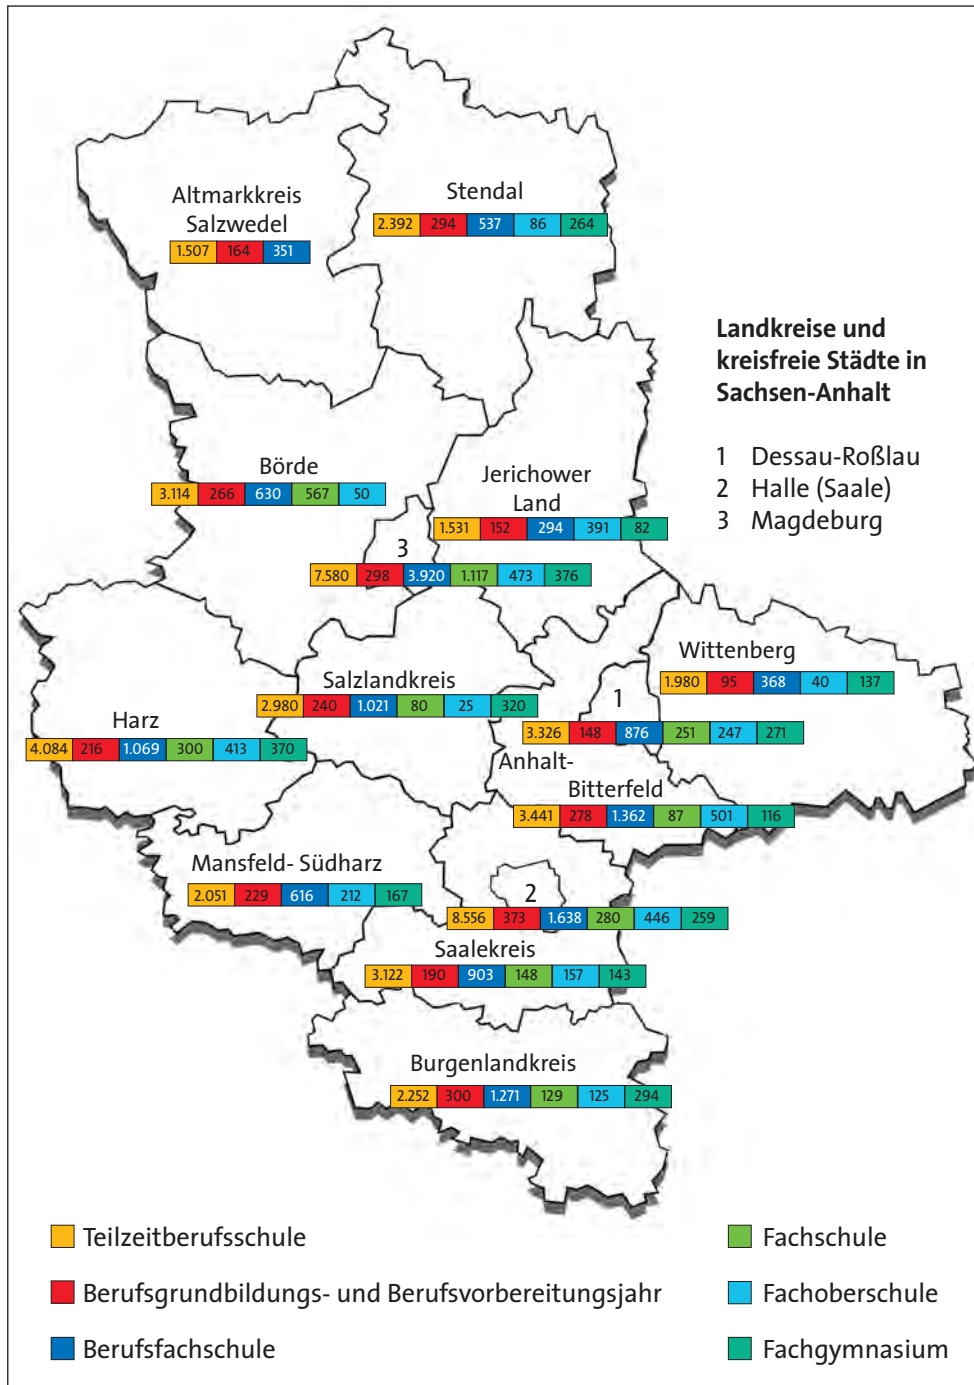 Altmarkkreis
Salzwedel
1.507 164 351
Stendal
2.392 294 537 86 264
Landkreise und
kreisfreie Städte in
Sachsen-Anhalt
1 Dessau-Roßlau
2 Halle (Saale)
3 Magdeburg
Börde
3.114 266 630 567 50
Jerichower
Land
1.531 152 294 391 82
3
7.580 298 3.920 1.117 473 376
Wittenberg
1.980 95 368 40 137
Salzlandkreis
2.980 240 1.021 80 25 320
1
3.326 148 876 251 247 271
Harz
4.084 216 1.069 300 413 370
Anhalt-
Bitterfeld
3.441 278 1.362 87 501 116
Mansfeld- Südharz
2.051 229 616 212 167
2
8.556 373 1.638 280 446 259
Saalekreis
3.122 190 903 148 157 143
Burgenlandkreis
2.252 300 1.271 129 125 294
Teilzeitberufsschule
Berufsgrundbildungs- und Berufsvorbereitungsjahr
Berufsfachschule
Fachschule
Fachoberschule
Fachgymnasium